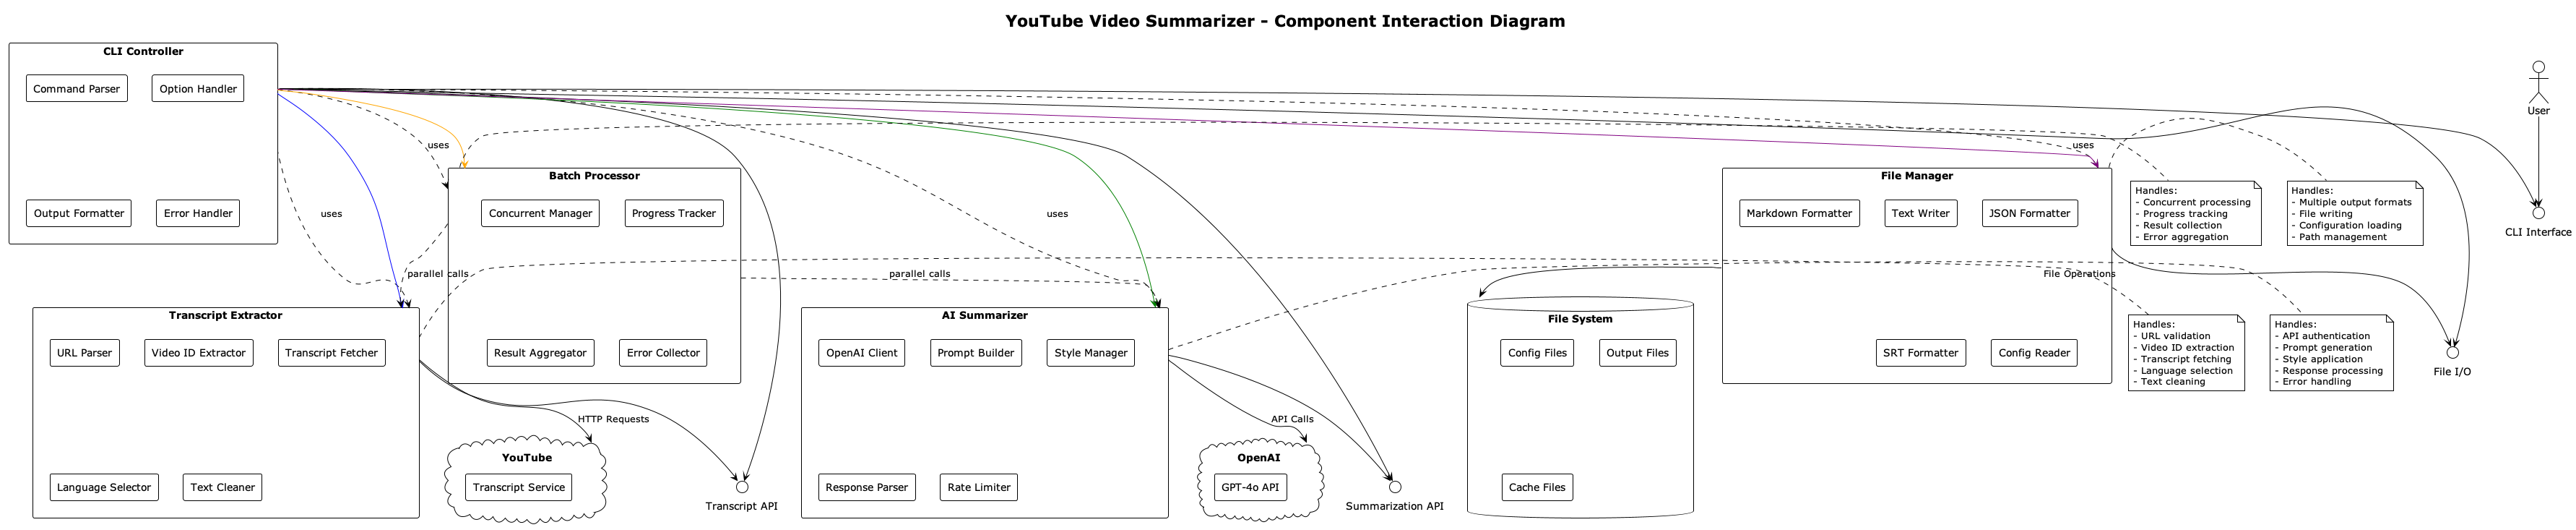 YouTube Video Summarizer - Component Interaction Diagram
CLI Controller
Command Parser
Option Handler
Output Formatter
Error Handler
User
CLI Interface
uses
uses
uses
uses
Batch Processor
Concurrent Manager
Progress Tracker
Result Aggregator
Error Collector
File Manager
Markdown Formatter
Text Writer
JSON Formatter
SRT Formatter
Config Reader
Handles:
- Concurrent processing
- Progress tracking
- Result collection
- Error aggregation
Handles:
- Multiple output formats
- File writing
- Configuration loading
- Path management
parallel calls
parallel calls
File Operations
Transcript Extractor
URL Parser
Video ID Extractor
Transcript Fetcher
Language Selector
Text Cleaner
AI Summarizer
OpenAI Client
Prompt Builder
Style Manager
Response Parser
Rate Limiter
File System
Config Files
Output Files
Cache Files
Handles:
- URL validation
- Video ID extraction
- Transcript fetching
- Language selection
- Text cleaning
Handles:
- API authentication
- Prompt generation
- Style application
- Response processing
- Error handling
File I/O
HTTP Requests
API Calls
YouTube
Transcript Service
Transcript API
OpenAI
GPT-4o API
Summarization API